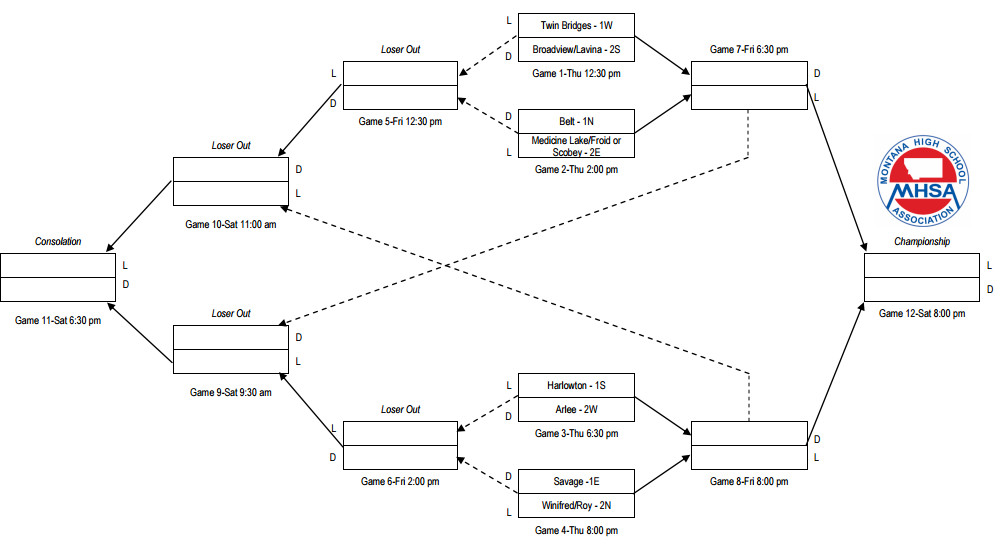 L
Twin Bridges - 1W
D
Broadview/Lavina - 2S
Game 1-Thu 12:30 pm
Loser Out
L
D
Game 5-Fri 12:30 pm
Game 7-Fri 6:30 pm
D
L
D
Belt - 1N
L
Medicine Lake/Froid or
Scobey - 2E
Game 2-Thu 2:00 pm
Loser Out
D
L
Game 10-Sat 11:00 am
MONTANA HIGH SCHOOL
MHSA
ASSOCIATION
Consolation
L
D
Game 11-Sat 6:30 pm
Championship
L
D
Game 12-Sat 8:00 pm
Loser Out
D
L
Game 9-Sat 9:30 am
Loser Out
L
D
Game 6-Fri 2:00 pm
L
Harlowton - 1S
D
Arlee - 2W
Game 3-Thu 6:30 pm
D
L
Game 8-Fri 8:00 pm
D
Savage -1E
L
Winifred/Roy - 2N
Game 4-Thu 8:00 pm